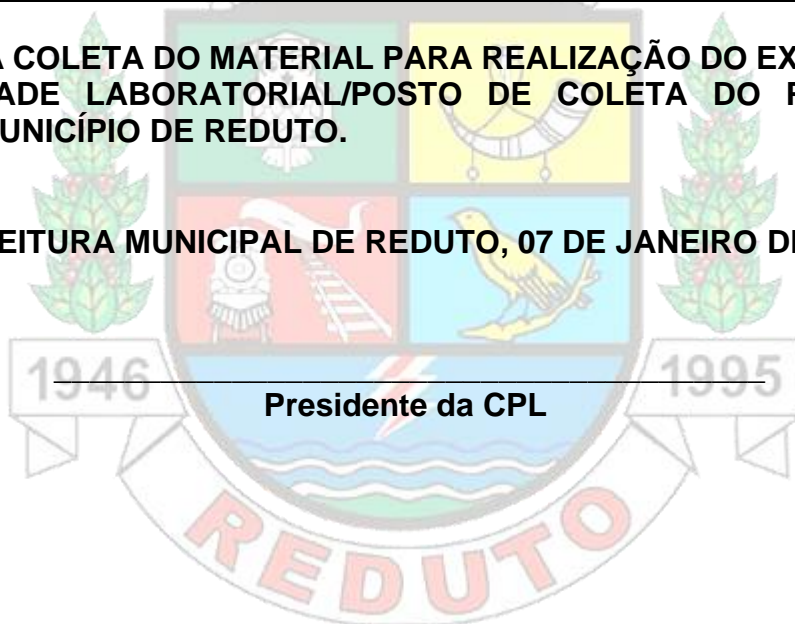 A COLETA DO MATERIAL PARA REALIZAÇÃO DO EX
ADE LABORATORIAL/POSTO DE COLETA DO
UNICÍPIO DE REDUTO.
EITURA MUNICIPAL DE REDUTO, 07 DE JANEIRO
1946
1995
Presidente da CPL
REDUTO